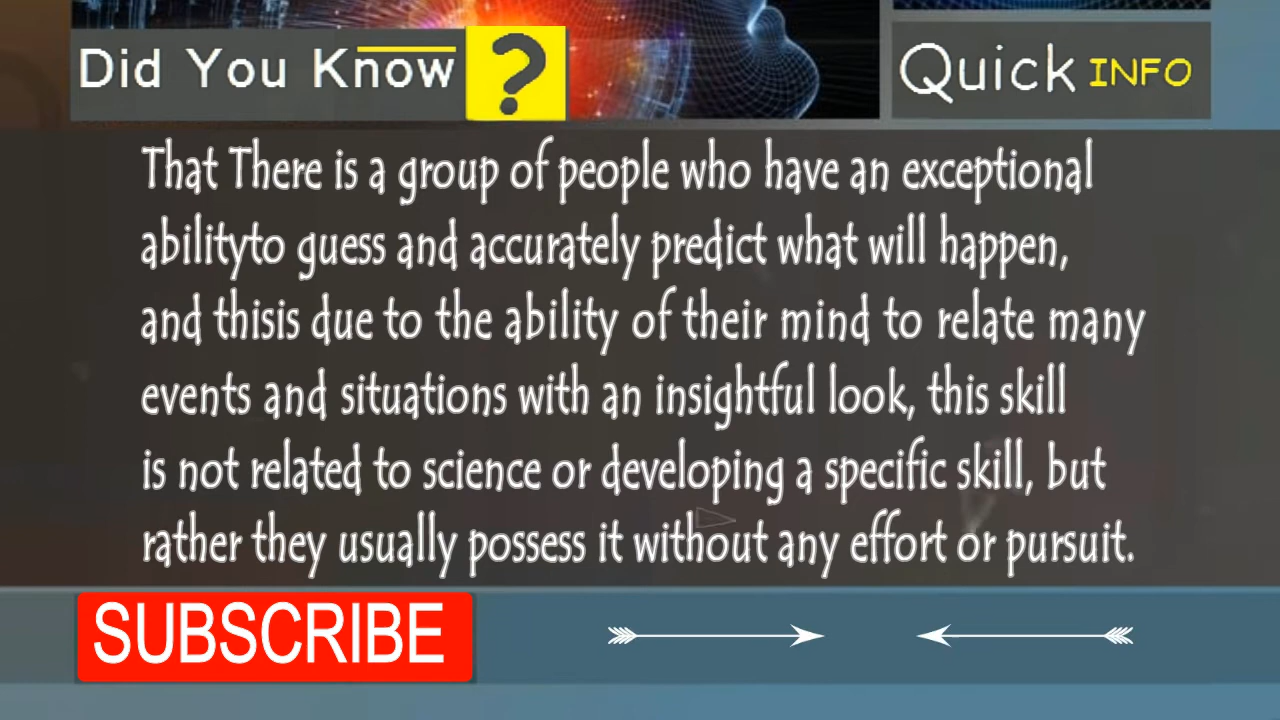 Did You Know ?
Quick INFO
That There is a group of people who have an exceptional
abilityto guess and accurately predict what will happen,
and thisis due to the ability of their mind to relate many
events and situations with an insightful look, this skill
is not related to science or developing a specific skill, but
rather they usually possess it without any effort or pursuit.
SUBSCRIBE